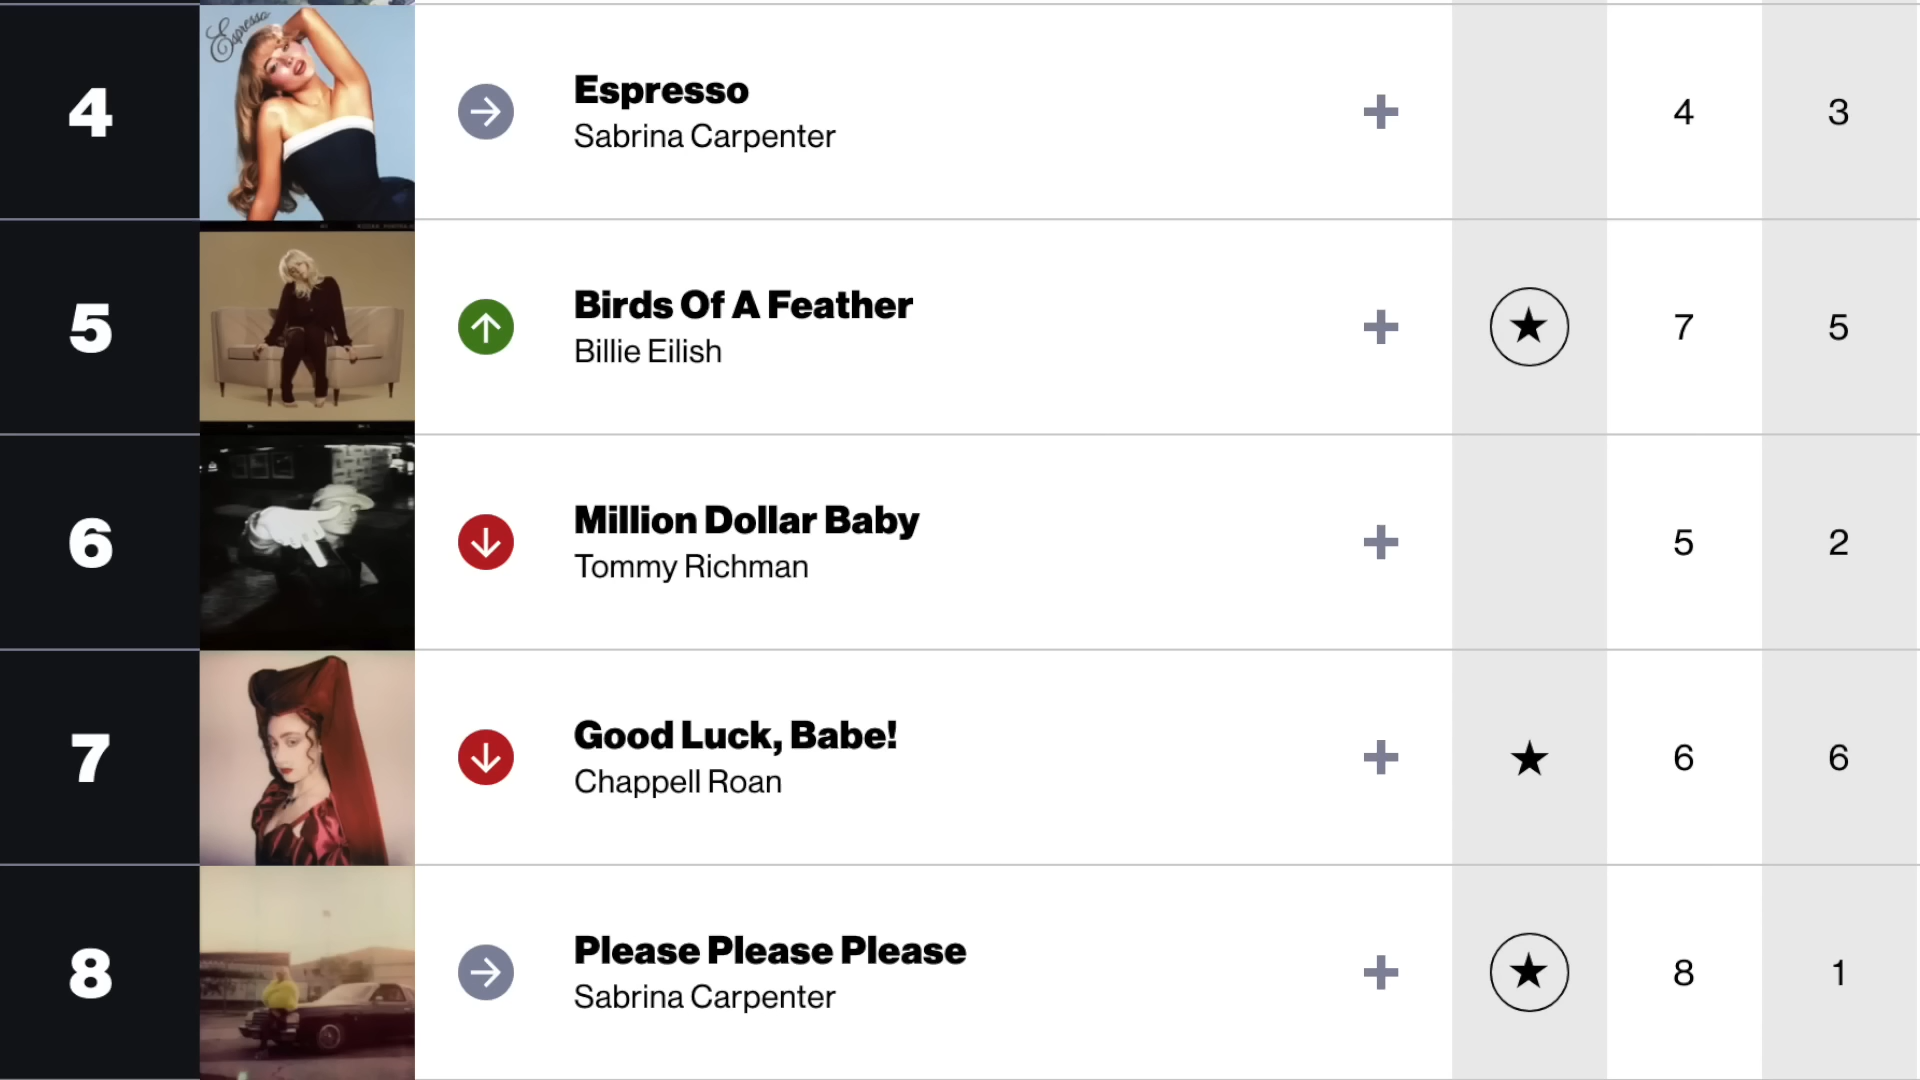 4
Espresso
Espresso
Sabrina Carpenter
4
3
5
Birds Of A Feather
Billie Eilish
7
5
6
Million Dollar Baby
Tommy Richman
5
2
7
Good Luck, Babe!
Chappell Roan
6
6
8
Please Please Please
Sabrina Carpenter
8
1